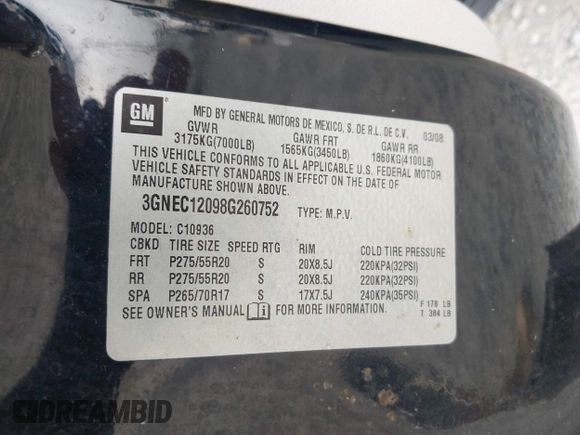 GM
MFD BY GENERAL MOTORS DE MEXICO, S. DE R.L. DE C.V. 03/08
GVWR GAWR FRT GAWR RR
3175KG(7000LB) 1565KG(3450LB) 1860KG(4100LB)
THIS VEHICLE CONFORMS TO ALL APPLICABLE U.S. FEDERAL MOTOR
VEHICLE SAFETY STANDARDS IN EFFECT ON THE DATE OF
MANUFACTURE SHOWN ABOVE.
3GNEC12098G260752 TYPE: M.P.V.
MODEL: C10936
CBKD TIRE SIZE SPEED RTG RIM COLD TIRE PRESSURE
FRT P275/55R20 S 20X8.5J 220KPA(32PSI)
RR P275/55R20 S 20X8.5J 220KPA(32PSI)
SPA P265/70R17 S 17X7.5J 240KPA(35PSI)
SEE OWNER'S MANUAL FOR MORE INFORMATION.
F 178 LB
T 384 LB
DREAMBID